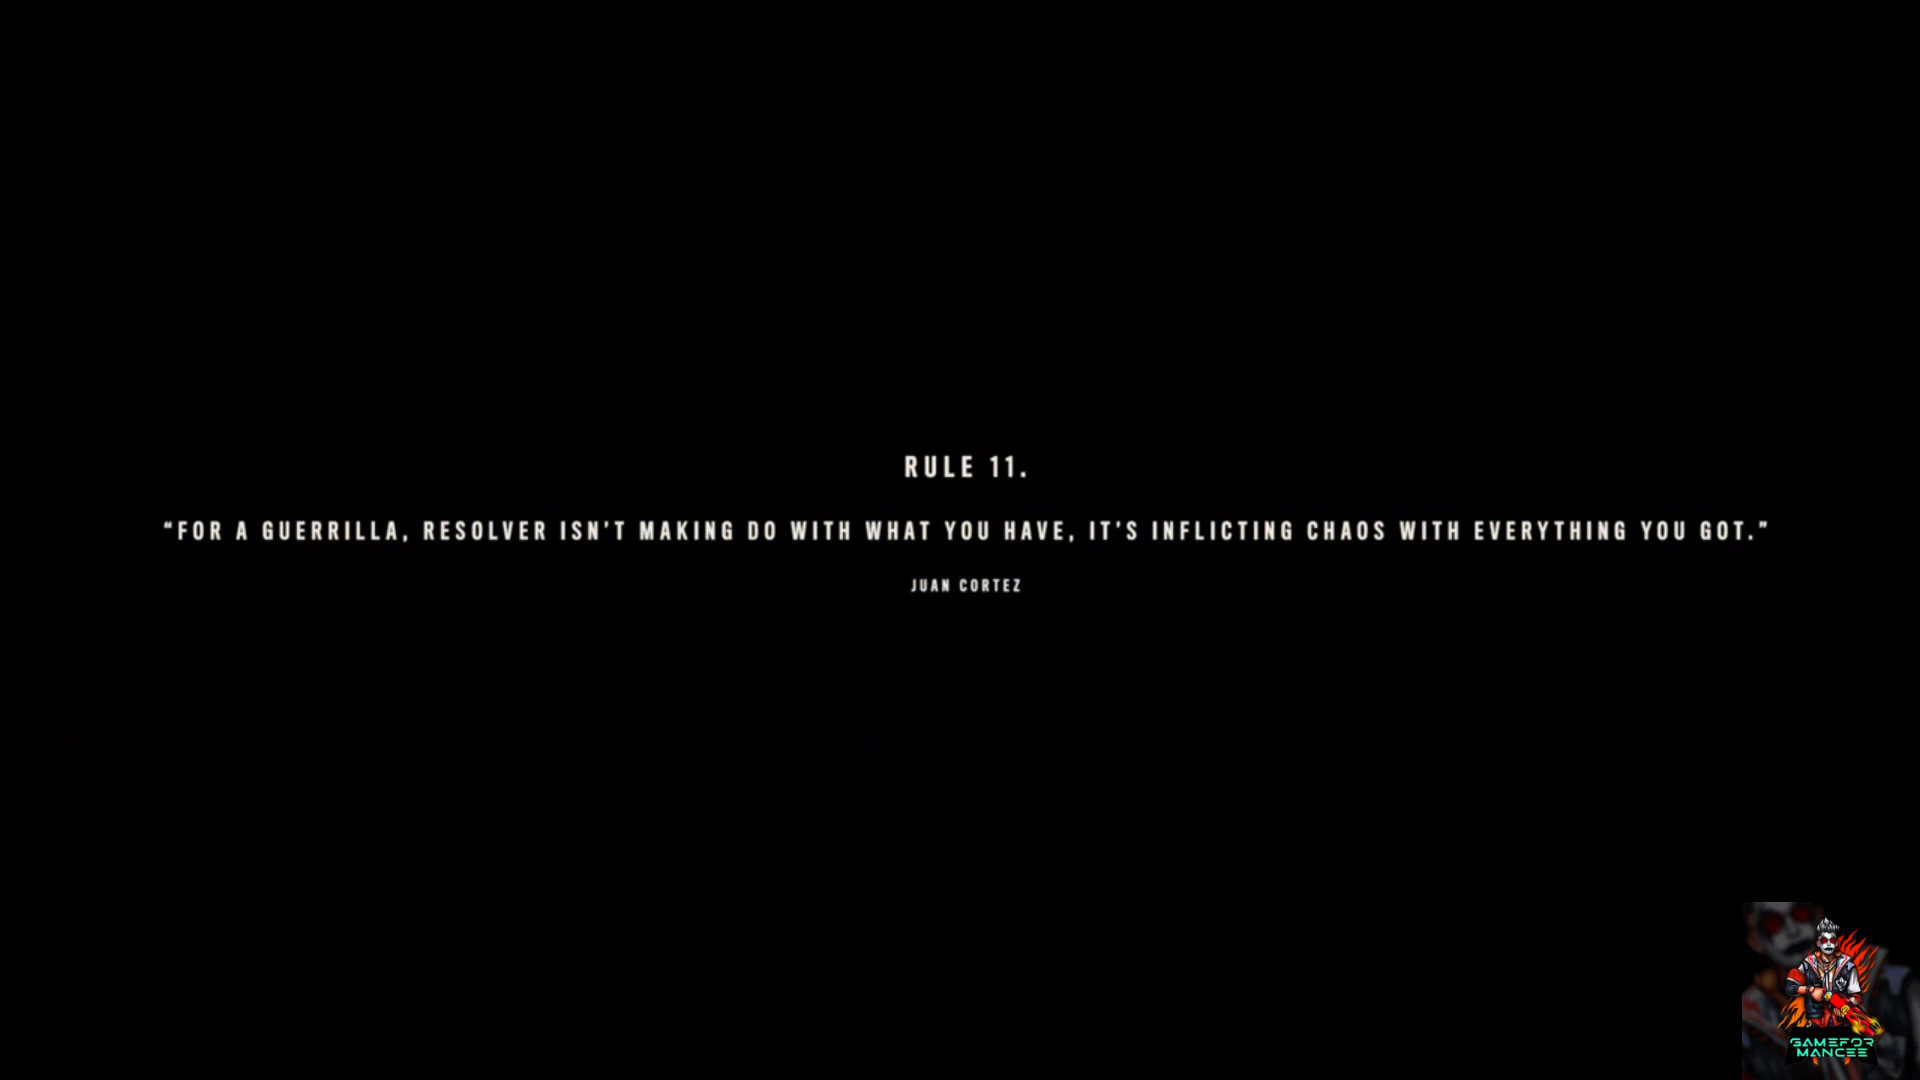 RULE 11.
“FOR A GUERRILLA, RESOLVER ISN’T MAKING DO WITH WHAT YOU HAVE, IT’S INFLICTING CHAOS WITH EVERYTHING YOU GOT.”
JUAN CORTEZ
GAMEFOR
MANCEE